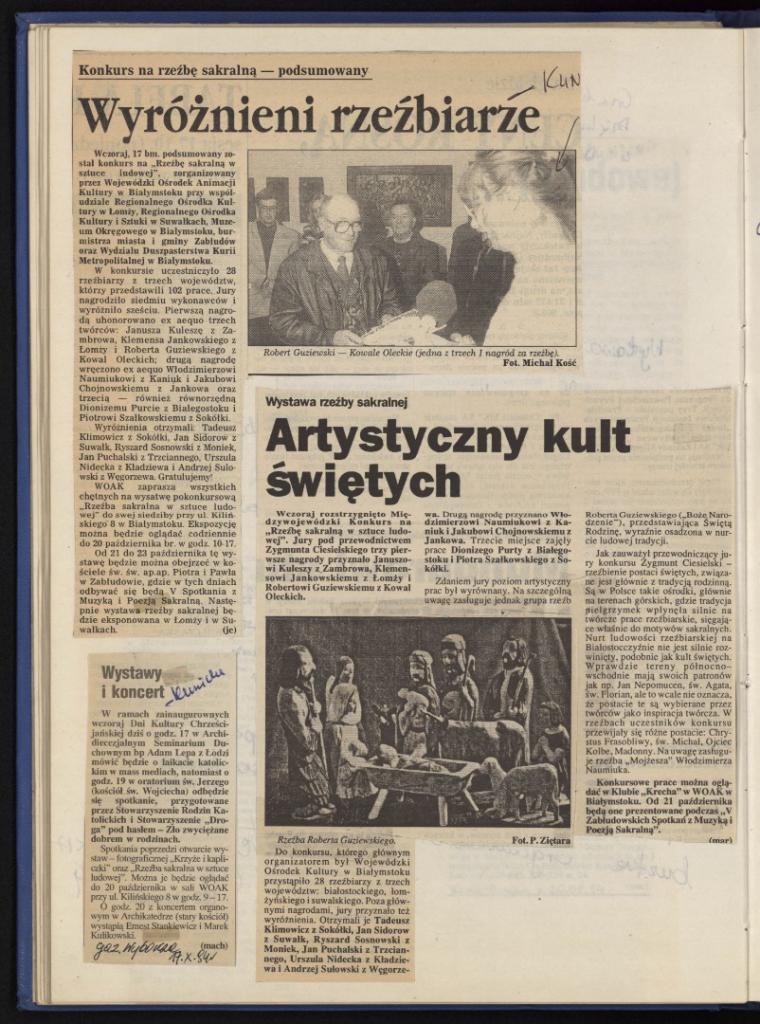 Konkurs na rzeźbę sakralną — podsumowany
— KUR
Wyróżnieni rzeźbiarze
Wczoraj, 17 bm. podsumowany zo-
stał konkurs na „Rzeźbę sakralną w
sztuce ludowej”, zorganizowany
przez Wojewódzki Ośrodek Animacji
Kultury w Białymstoku przy współ-
udziale Regionalnego Ośrodka Kul-
tury w Łomży, Regionalnego Ośrodka
Kultury i Sztuki w Suwałkach, Muze-
um Okręgowego w Białymstoku, bur-
mistrza miasta i gminy Zabłudów
oraz Wydziału Duszpasterstwa Kurii
Metropolitalnej w Białymstoku.
W konkursie uczestniczyło 28
rzeźbiarzy z trzech województw,
którzy przedstawili 102 prace. Jury
nagrodziło siedmiu wykonawców i
wyróżniło sześciu. Pierwszą nagro-
dą uhonorowano ex aequo trzech
twórców: Janusza Kuleszę z Za-
mbrowa, Klemensa Jankowskiego z
Łomży i Roberta Guziewskiego z
Kowal Oleckich; drugą nagrodę
wręczono ex aequo Włodzimierzowi
Naumiukowi z Kaniuk i Jakubowi
Chojnowskiemu z Jankowa oraz
trzecią — również równorzędną
Dionizemu Purcie z Białegostoku i
Piotrowi Szałkowskiemu z Sokółki.
Wyróżnienia otrzymali: Tadeusz
Klimowicz z Sokółki, Jan Sidorow z
Suwałk, Ryszard Sosnowski z Moniek,
Jan Puchalski z Trzciannego, Urszula
Nidecka z Kładziewa i Andrzej Suło-
wski z Węgorzewa. Gratulujemy!
WOAK zaprasza wszystkich
chętnych na wysatwę pokonkursową
„Rzeźba sakralna w sztuce ludo-
wej” do swej siedziby przy ul. Kiliń-
skiego 8 w Białymstoku. Ekspozycję
można będzie oglądać codziennie
do 20 października br. w godz. 10-17.
Od 21 do 23 października tę wy-
stawę będzie można obejrzeć w ko-
ściele św. św. ap.ap. Piotra i Pawła
w Zabłudowie, gdzie w tych dniach
odbywać się będą V Spotkania z
Muzyką i Poezją Sakralną. Nastę-
pnie wystawa rzeźby sakralnej bę-
dzie eksponowana w Łomży i w Su-
wałkach. (jc)
Robert Guziewski — Kowale Oleckie (jedna z trzech I nagród za rzeźbę).
Fot. Michał Kość
Wystawa rzeźby sakralnej
Artystyczny kult
świętych
Wczoraj rozstrzygnięto Mię-
dzywojewódzki Konkurs na
„Rzeźbę sakralną w sztuce ludo-
wej”. Jury pod przewodnictwem
Zygmunta Ciesielskiego trzy pier-
wsze nagrody przyznało Januszo-
wi Kuleszy z Zambrowa, Klemen-
sowi Jankowskiemu z Łomży i
Robertowi Guziewskiemu z Kowal
Oleckich.
Rzeźba Roberta Guziewskiego.
Fot. P. Ziętara
Do konkursu, którego głównym
organizatorem był Wojewódzki
Ośrodek Kultury w Białymstoku
przystąpiło 28 rzeźbiarzy z trzech
województw: białostockiego, łom-
żyńskiego i suwalskiego. Poza głów-
nymi nagrodami, jury przyznało też
wyróżnienia. Otrzymali je Tadeusz
Klimowicz z Sokółki, Jan Sidorow
z Suwałk, Ryszard Sosnowski z
Moniek, Jan Puchalski z Trzcian-
nego, Urszula Nidecka z Kładzie-
wa i Andrzej Sułowski z Węgorze-
wa. Drugą nagrodę przyznano Wło-
dzimierzowi Naumiukowi z Ka-
niuk i Jakubowi Chojnowskiemu z
Jankowa. Trzecie miejsce zajęły
prace Dionizego Purty z Białego-
stoku i Piotra Szałkowskiego z So-
kółki.
Zdaniem jury poziom artystyczny
prac był wyrównany. Na szczególną
uwagę zasługuje jednak grupa rzeźb
Roberta Guziewskiego („Boże Naro-
dzenie”), przedstawiająca Świętą
Rodzinę, wyraźnie osadzona w nur-
cie ludowej tradycji.
Jak zauważył przewodniczący ju-
ry konkursu Zygmunt Ciesielski –
rzeźbienie postaci świętych, związa-
ne jest głównie z tradycją rodzinną.
Są w Polsce takie ośrodki, głównie
na terenach górskich, gdzie tradycja
pielgrzymek wpłynęła silnie na
twórcze prace rzeźbiarskie, sięgają-
ce właśnie do motywów sakralnych.
Nurt ludowości rzeźbiarskiej na
Białostocczyźnie nie jest silnie roz-
winięty, podobnie jak kult świętych.
Wprawdzie tereny północno-
wschodnie mają swoich patronów
jak np. Jan Nepomucen, św. Agata,
św. Florian, ale to wcale nie oznacza,
że postacie te są wybierane przez
twórców jako inspiracja twórcza. W
rzeźbach uczestników konkursu
przewijały się różne postacie: Chry-
stus Frasobliwy, św. Michał, Ojciec
Kolbe, Madonny. Na uwagę zasługu-
je rzeźba „Mojżesza” Włodzimierza
Naumiuka.
Konkursowe prace można oglą-
dać w Klubie „Krecha” w WOAK w
Białymstoku. Od 21 października
będą one prezentowane podczas „V
Zabłudowskich Spotkań z Muzyką i
Poezją Sakralną”.
(mar)
Wystawy
i koncert
W ramach zainaugurowanych
wczoraj Dni Kultury Chrześci-
jańskiej dziś o godz. 17 w Archi-
diecezjalnym Seminarium Du-
chownym bp Adam Lepa z Łodzi
mówić będzie o laikacie katolic-
kim w mass mediach, natomiast o
godz. 19 w oratorium św. Jerzego
(kościół św. Wojciecha) odbędzie
się spotkanie, przygotowane
przez Stowarzyszenie Rodzin Ka-
tolickich i Stowarzyszenie „Dro-
ga” pod hasłem – Zło zwyciężane
dobrem w rodzinach.
Spotkania poprzedzi otwarcie wy-
staw – fotograficznej „Krzyże i kapli-
czki” oraz „Rzeźba sakralna w sztuce
ludowej”. Można je będzie oglądać
do 20 października w sali WOAK
przy ul. Kilińskiego 8 w godz. 9–17.
O godz. 20 z koncertem organo-
wym w Archikatedrze (stary kościół)
wystąpią Ernest Stankiewicz i Marek
Kulikowski.
(mach)
gaz. Wyborcza
19.X.94r